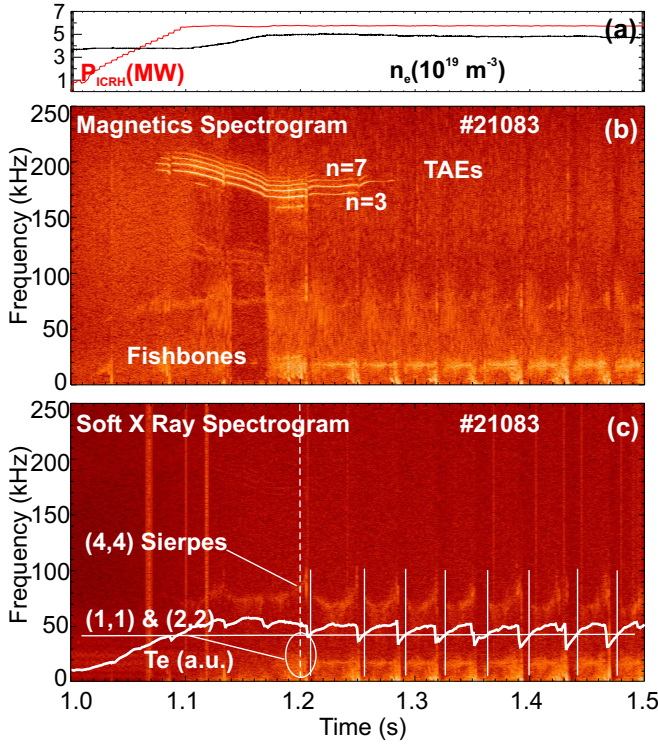 7
5
3
1
(a)
P_ICRH(MW)
n_e(10^19 m^-3)
250
200
150
100
50
0
Frequency (kHz)
Magnetics Spectrogram #21083 (b)
n=7
TAEs
n=3
Fishbones
250
200
150
100
50
0
Frequency (kHz)
Soft X Ray Spectrogram #21083 (c)
(4,4) Sierpes
(1,1) & (2,2)
Te (a.u.)
1.0 1.1 1.2 1.3 1.4 1.5
Time (s)